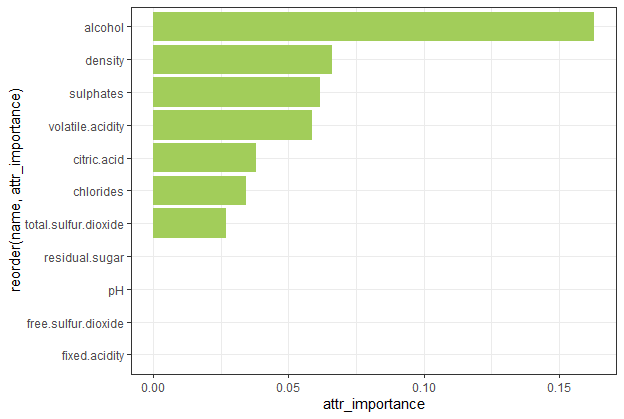 alcohol
density
sulphates
volatile.acidity
citric.acid
chlorides
total.sulfur.dioxide
residual.sugar
pH
free.sulfur.dioxide
fixed.acidity
reorder(name, attr_importance)
0.00 0.05 0.10 0.15
attr_importance